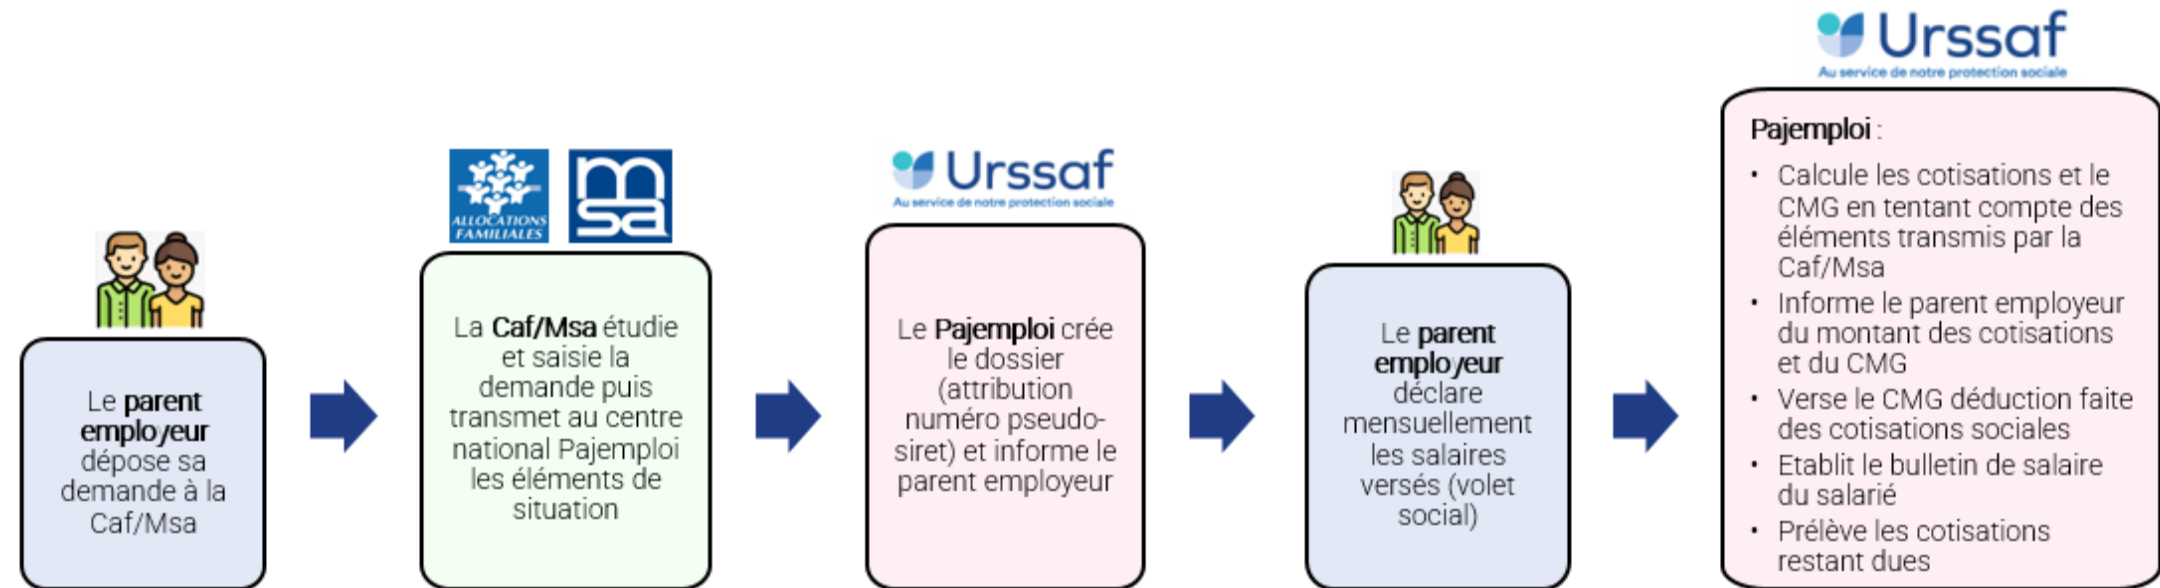 Le parent
employeur
dépose sa
demande à la
Caf/Msa
ALLOCATIONS
FAMILIALES
msa
La Caf/Msa étudie
et saisie la
demande puis
transmet au centre
national Pajemploi
les éléments de
situation
Urssaf
Au service de notre protection sociale
Le Pajemploi crée
le dossier
(attribution
numéro pseudo-
siret) et informe le
parent employeur
Le parent
employeur
déclare
mensuellement
les salaires
versés (volet
social)
Urssaf
Au service de notre protection sociale
Pajemploi :
• Calcule les cotisations et le
CMG en tentant compte des
éléments transmis par la
Caf/Msa
• Informe le parent employeur
du montant des cotisations
et du CMG
• Verse le CMG déduction faite
des cotisations sociales
• Etablit le bulletin de salaire
du salarié
• Prélève les cotisations
restant dues